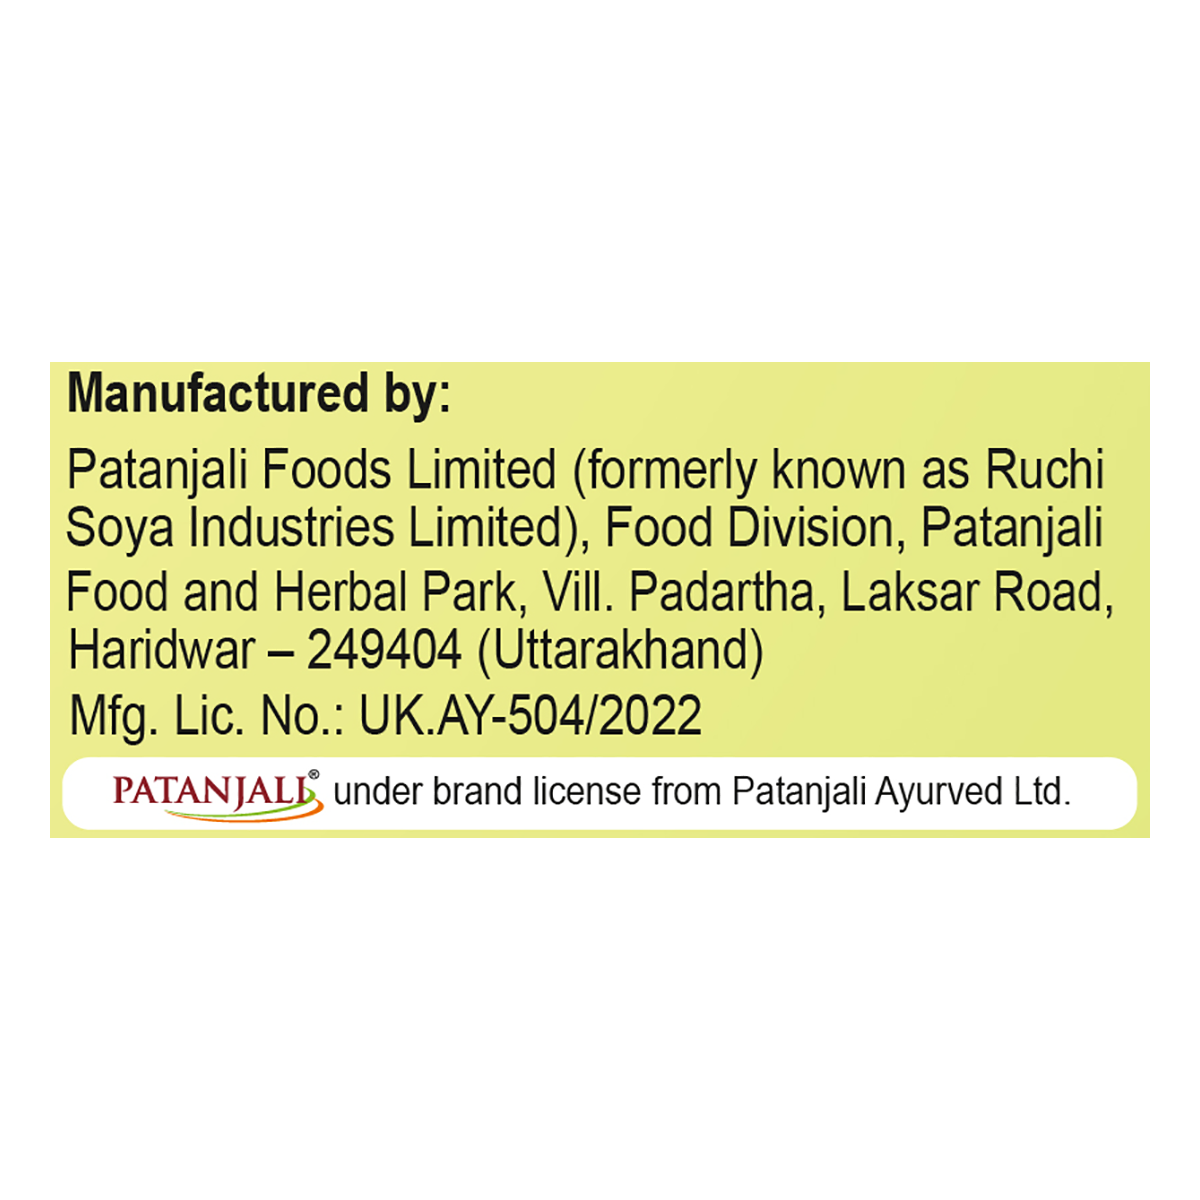 Manufactured by:
Patanjali Foods Limited (formerly known as Ruchi
Soya Industries Limited), Food Division, Patanjali
Food and Herbal Park, Vill. Padartha, Laksar Road,
Haridwar – 249404 (Uttarakhand)
Mfg. Lic. No.: UK.AY-504/2022
PATANJALI® under brand license from Patanjali Ayurved Ltd.